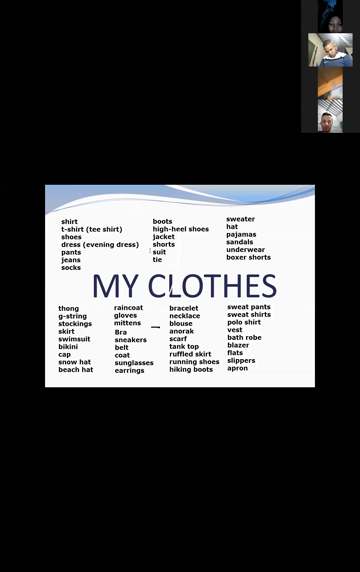 shirt
t-shirt (tee shirt)
shoes
dress (evening dress)
pants
jeans
socks
boots
high-heel shoes
jacket
shorts
suit
tie
sweater
hat
pajamas
sandals
underwear
boxer shorts
MY CLOTHES
thong
g-string
stockings
skirt
swimsuit
bikini
cap
snow hat
beach hat
raincoat
gloves
mittens
Bra
sneakers
belt
coat
sunglasses
earrings
bracelet
necklace
blouse
anorak
scarf
tank top
ruffled skirt
running shoes
hiking boots
sweat pants
sweat shirts
polo shirt
vest
bath robe
blazer
flats
slippers
apron